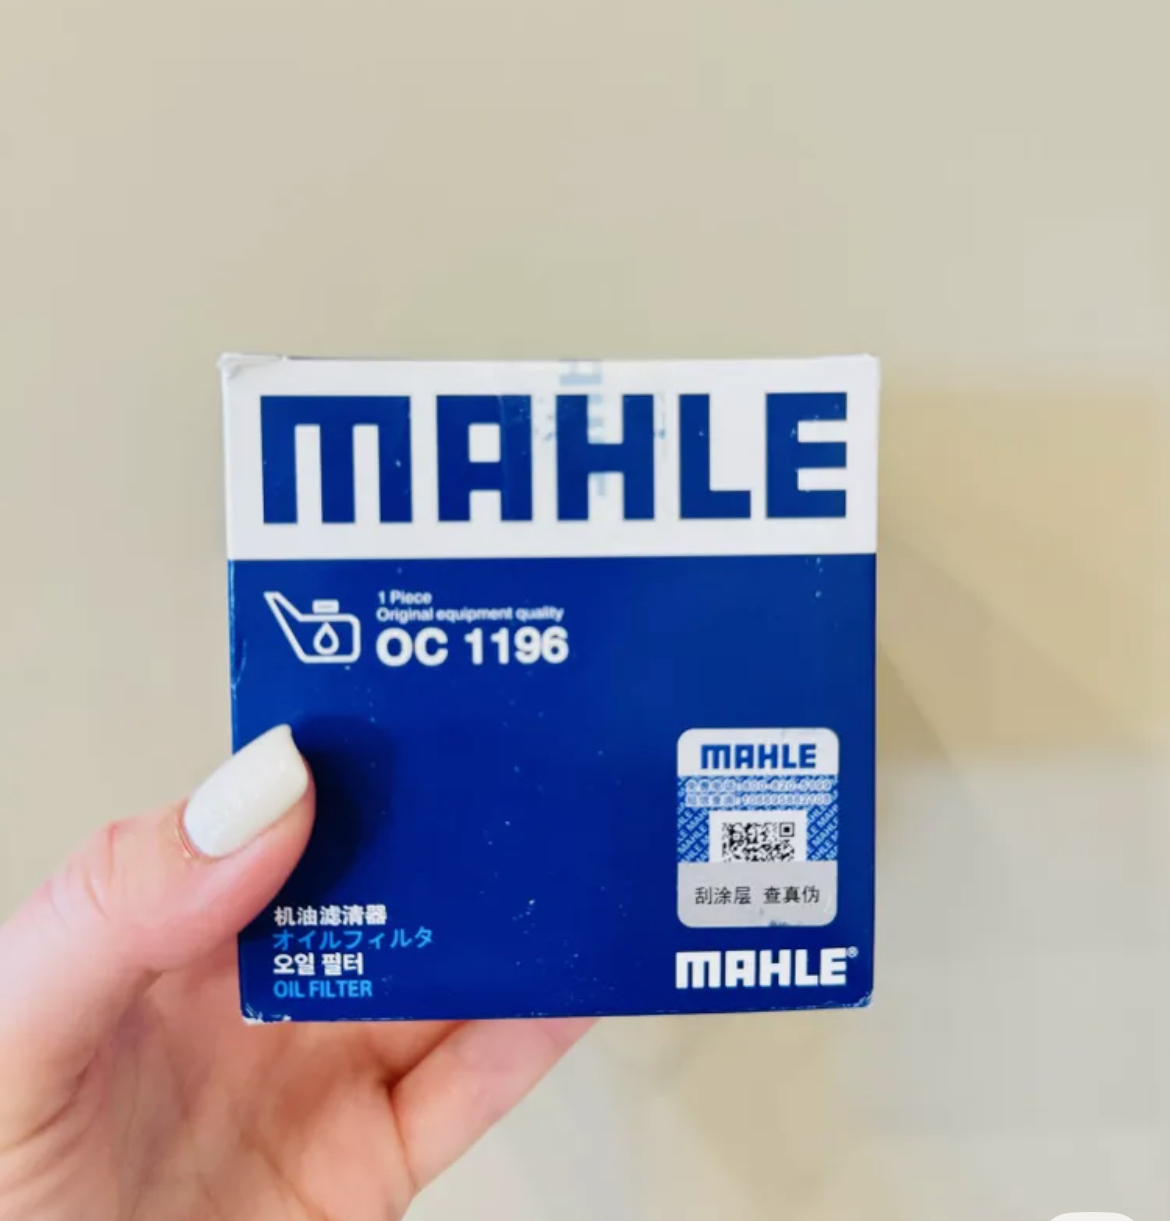 MAHLE
1 Piece
Original equipment quality
OC 1196
MAHLE
刮涂层 查真伪
机油滤清器
オイルフィルタ
오일 필터
OIL FILTER
MAHLE®